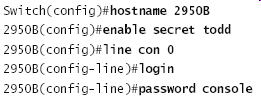 Switch(config)#hostname 2950B
2950B(config)#enable secret todd
2950B(config)#line con 0
2950B(config-line)#login
2950B(config-line)#password console